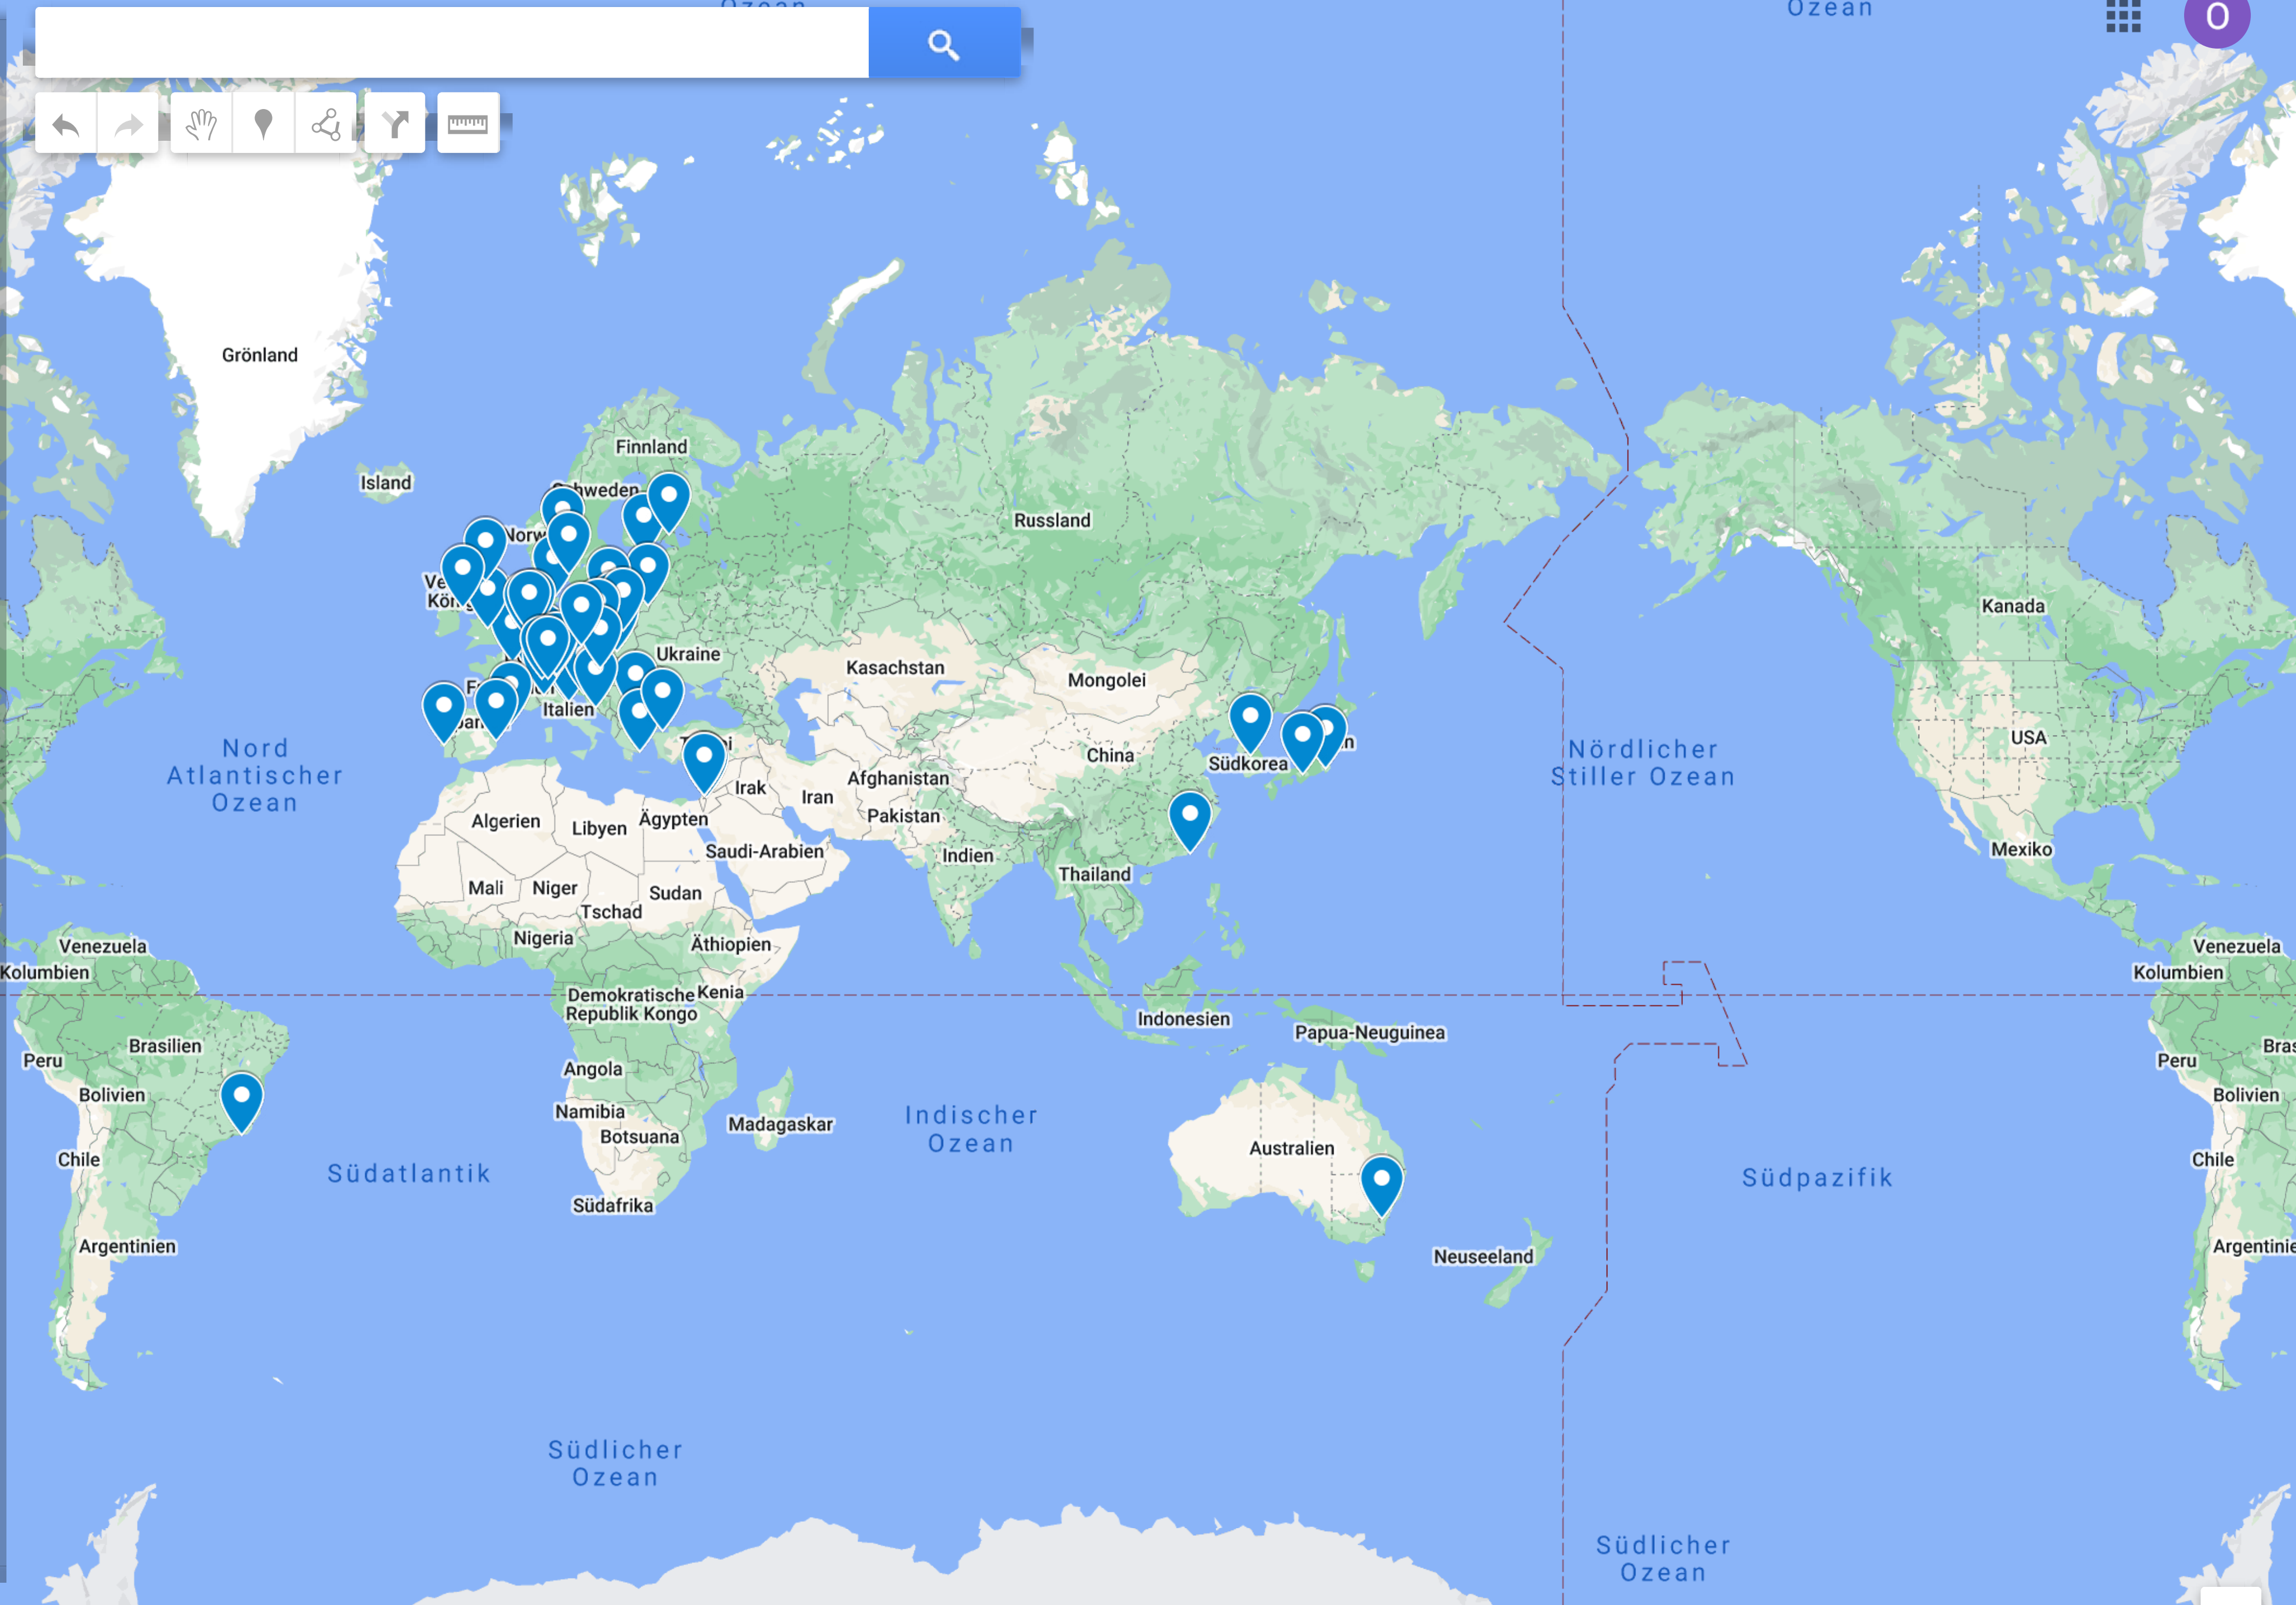 Ozean
Ozean
O
Grönland
Finnland
Island
Russland
Kanada
Ukraine
Kasachstan
Mongolei
Italien
Nord
Atlantischer
Ozean
USA
China
Südkorea
Nördlicher
Stiller Ozean
Afghanistan
Irak
Iran
Pakistan
Algerien
Libyen
Ägypten
Saudi-Arabien
Indien
Mexiko
Thailand
Mali
Niger
Sudan
Tschad
Nigeria
Äthiopien
Venezuela
Venezuela
Kolumbien
Kolumbien
Demokratische
Republik Kongo
Kenia
Indonesien
Papua-Neuguinea
Brasilien
Bras
Peru
Peru
Angola
Bolivien
Bolivien
Namibia
Madagaskar
Indischer
Ozean
Botsuana
Australien
Chile
Chile
Südatlantik
Südpazifik
Südafrika
Argentinien
Argentinie
Neuseeland
Südlicher
Ozean
Südlicher
Ozean